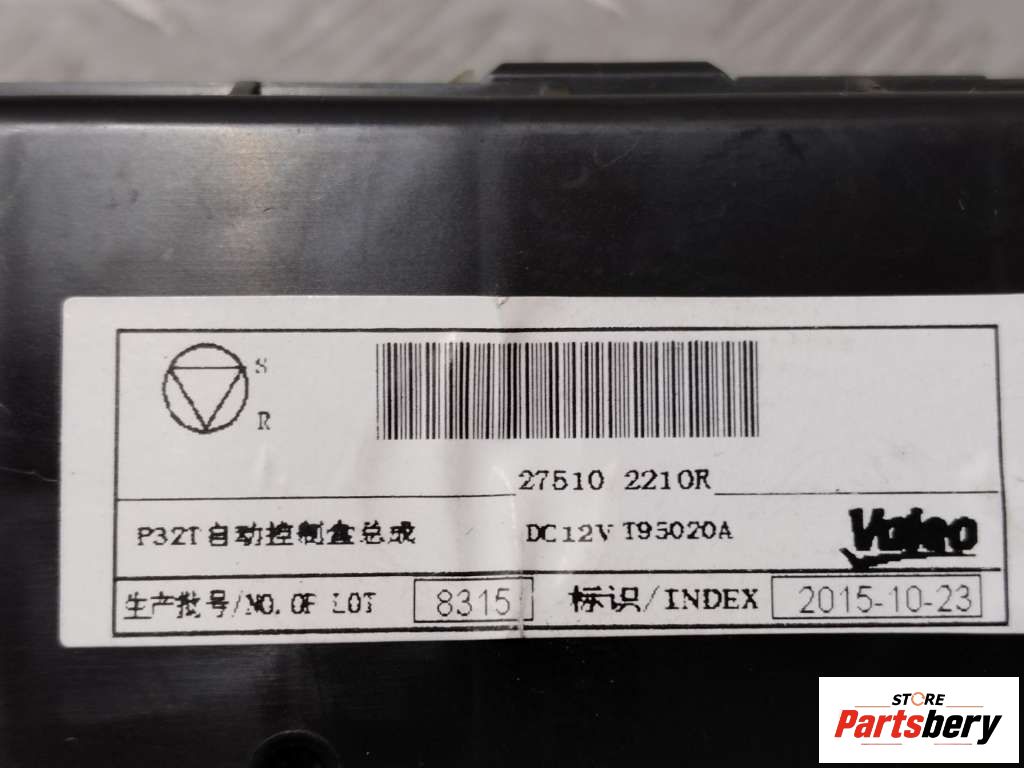 S
R
27510 2210R
P32T自动控制盒总成 DC12V T95020A Valeo
生产批号/NO.OF LOT 8315 标识/INDEX 2015-10-23
STORE
Partsbery